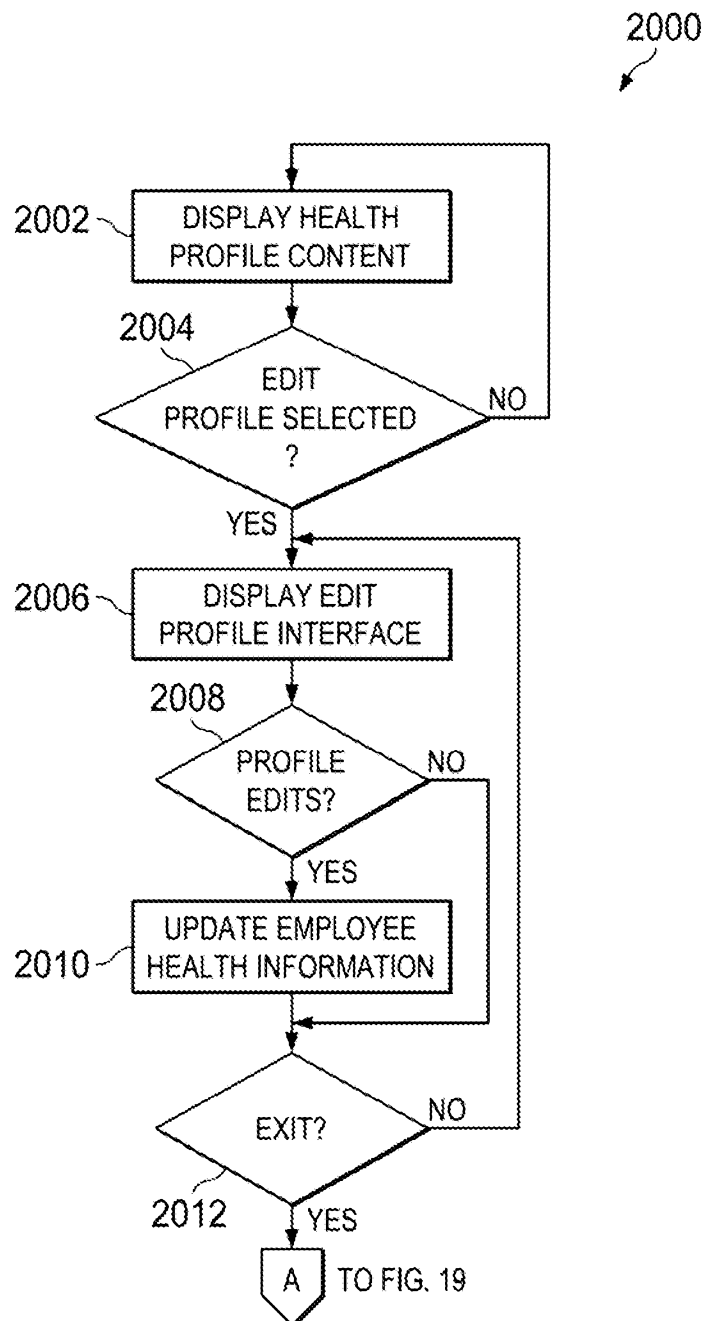 2000
2002
DISPLAY HEALTH
PROFILE CONTENT
2004
EDIT
PROFILE SELECTED
?
NO
YES
2006
DISPLAY EDIT
PROFILE INTERFACE
2008
PROFILE
EDITS?
NO
YES
2010
UPDATE EMPLOYEE
HEALTH INFORMATION
EXIT?
NO
2012
YES
A
TO FIG. 19